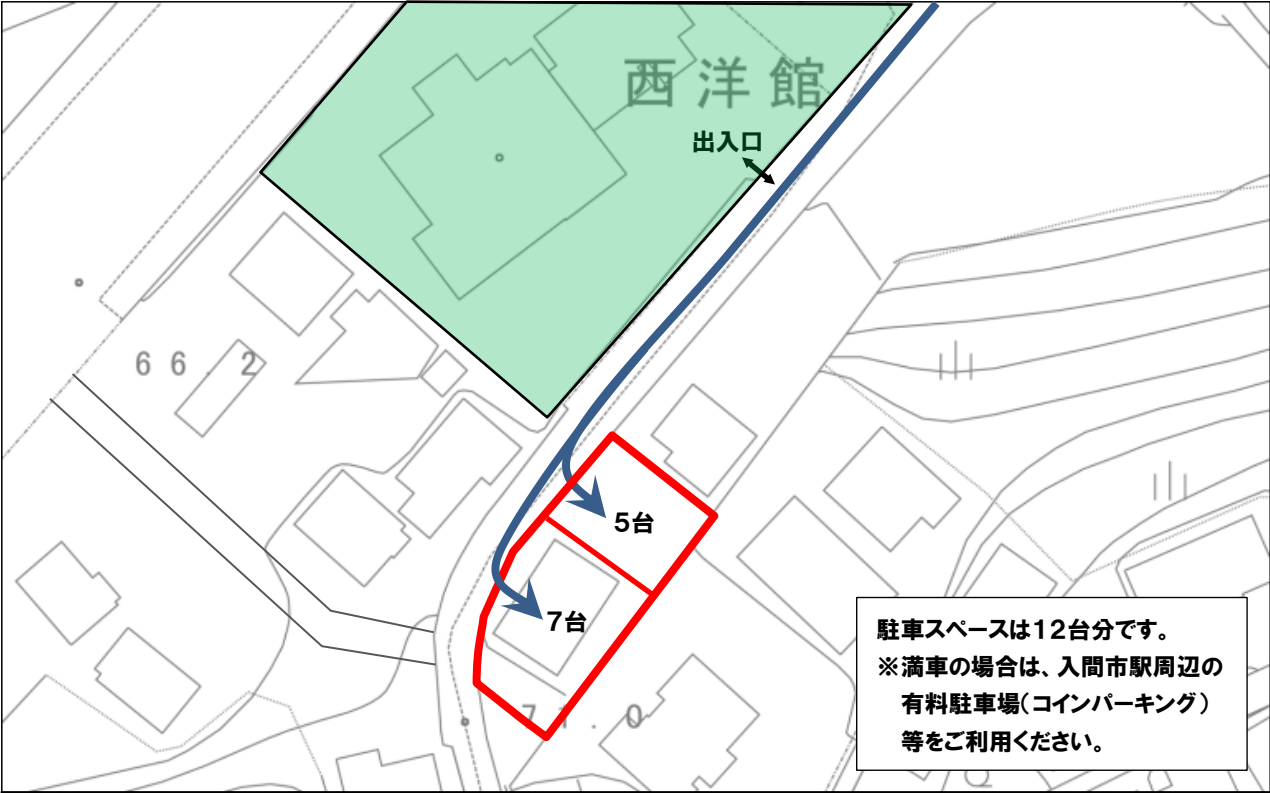 西洋館
出入口
66.2
5台
7台
71.0
駐車スペースは12台分です。
※満車の場合は、入間市駅周辺の
有料駐車場(コインパーキング)
等をご利用ください。